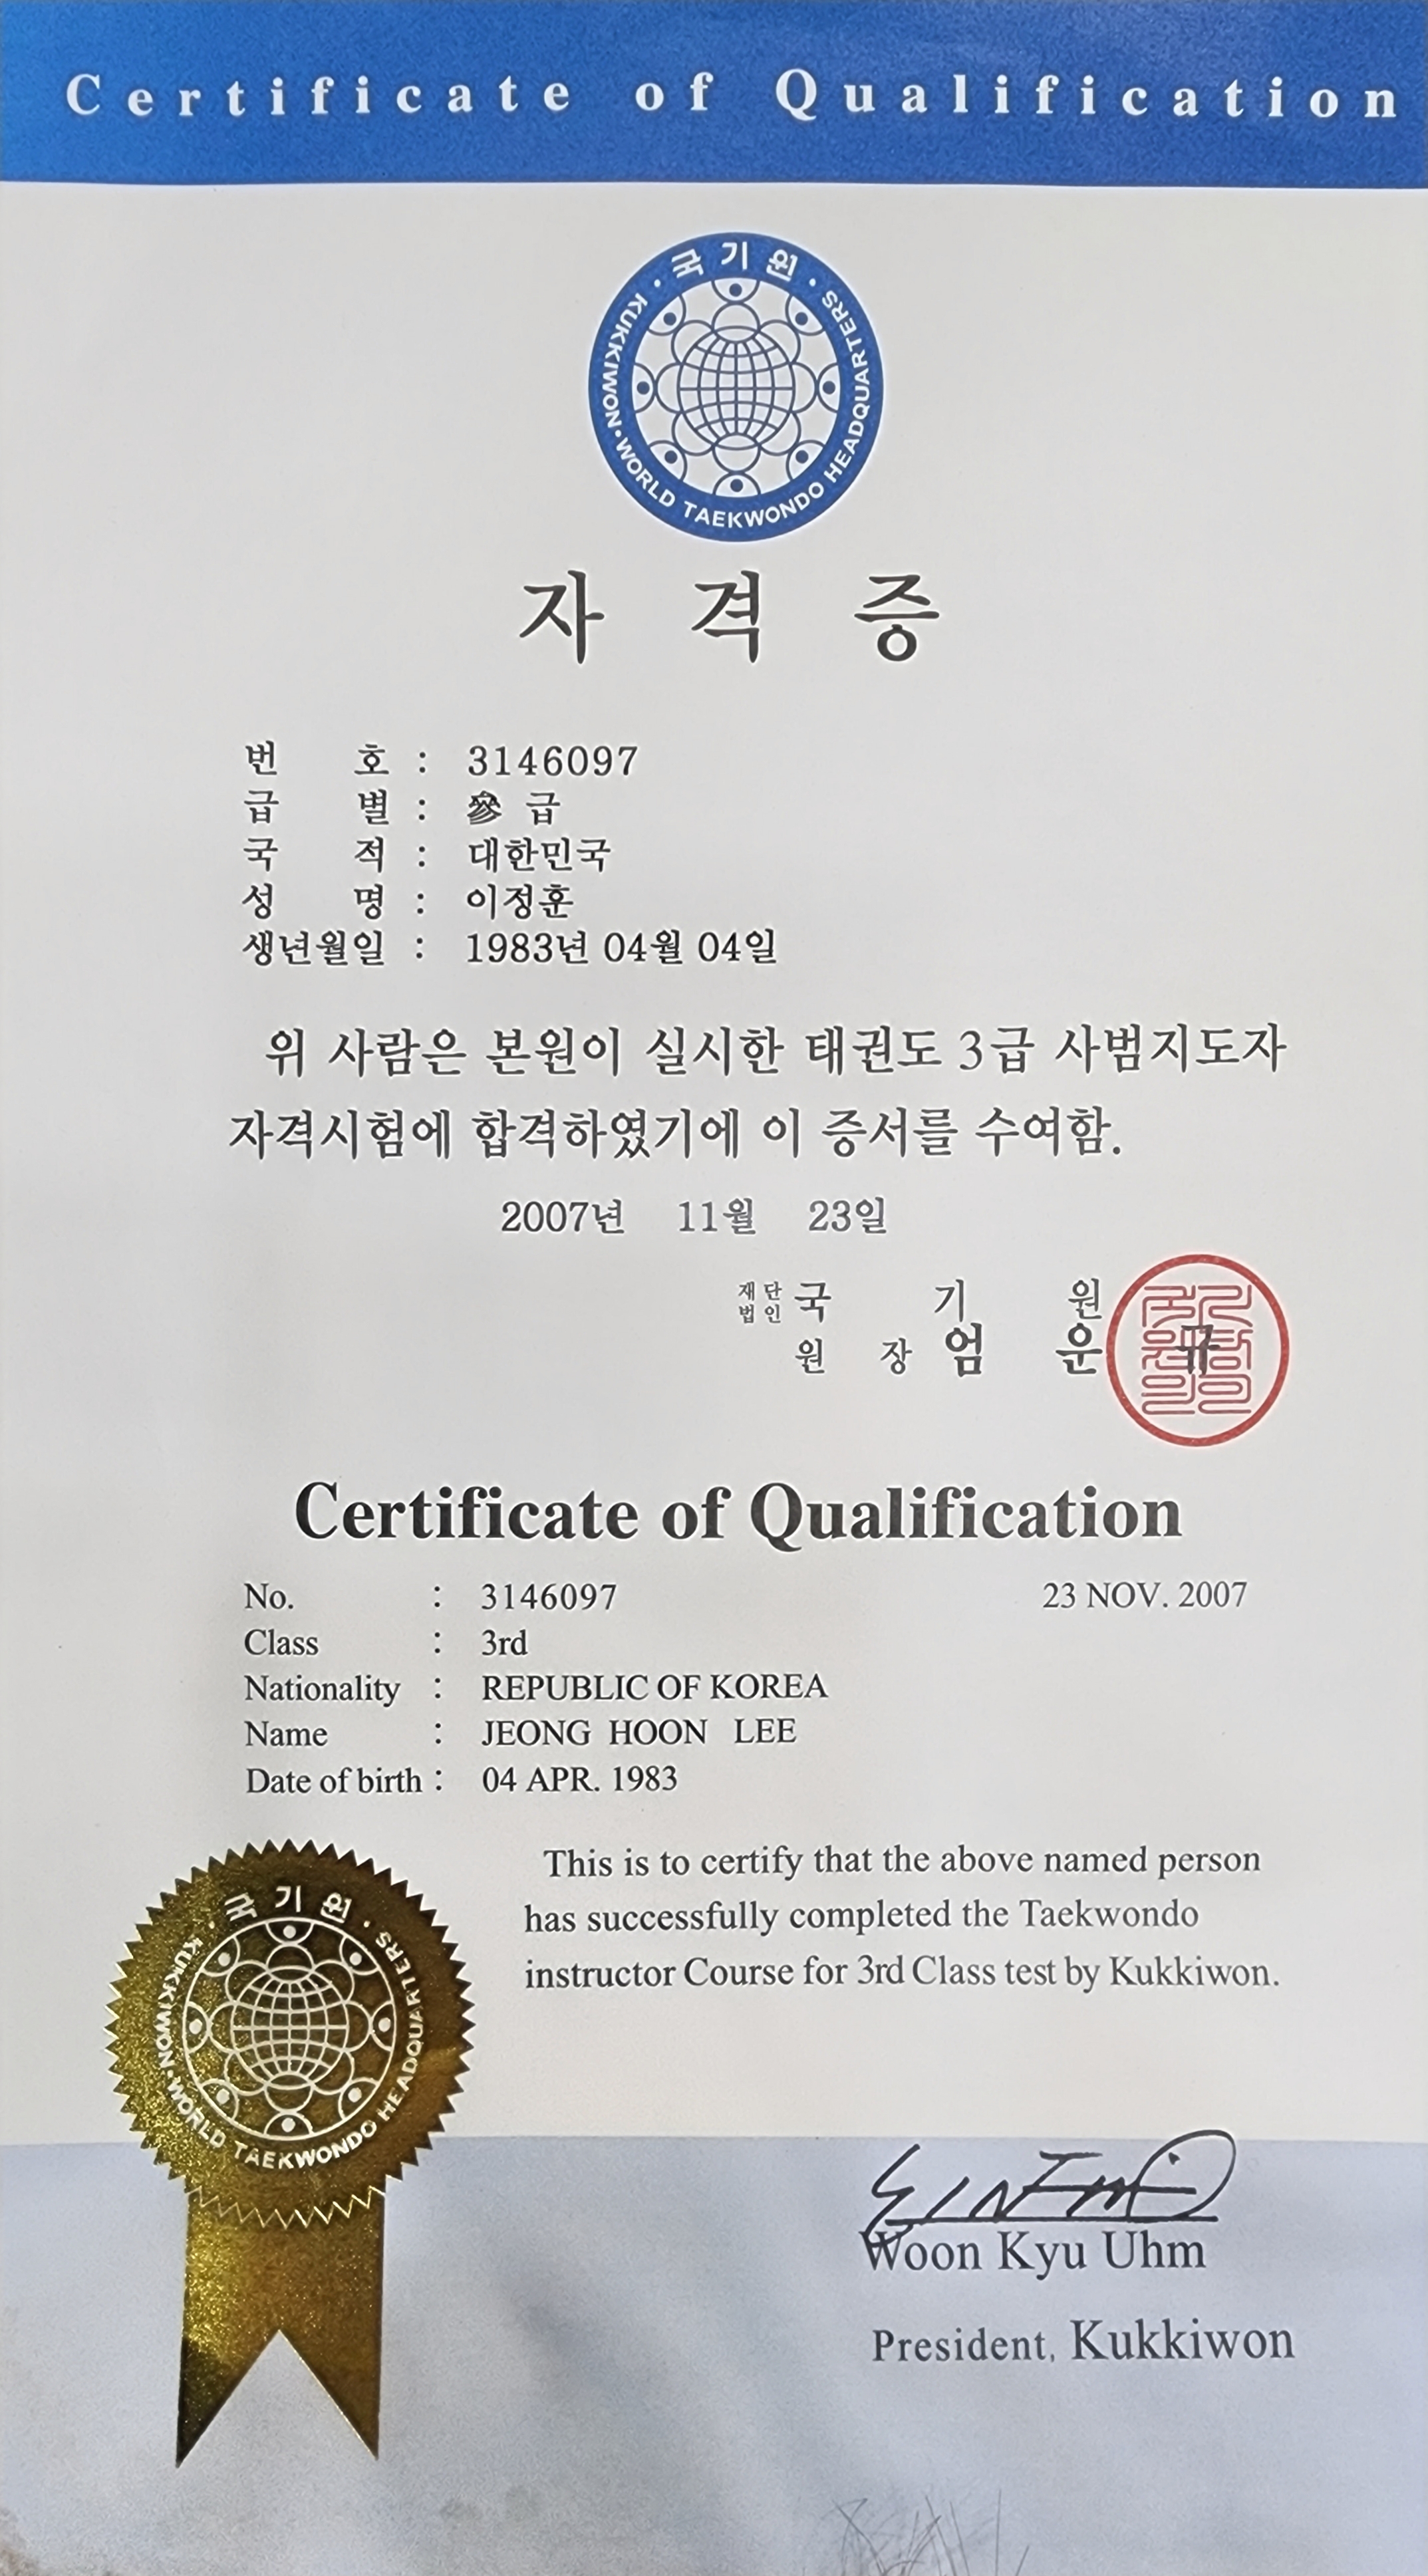 Certificate of Qualification
국기원
KUKKIWON·WORLD TAEKWONDO HEADQUARTERS
자 격 증
번 호 : 3146097
급 별 : 參 급
국 적 : 대한민국
성 명 : 이정훈
생년월일 : 1983년 04월 04일
위 사람은 본원이 실시한 태권도 3급 사범지도자
자격시험에 합격하였기에 이 증서를 수여함.
2007년 11월 23일
재단법인 국 기 원
원 장 엄 운 규
Certificate of Qualification
No. : 3146097 23 NOV. 2007
Class : 3rd
Nationality : REPUBLIC OF KOREA
Name : JEONG HOON LEE
Date of birth : 04 APR. 1983
This is to certify that the above named person
has successfully completed the Taekwondo
instructor Course for 3rd Class test by Kukkiwon.
국기원
KUKKIWON·WORLD TAEKWONDO HEADQUARTERS
Woon Kyu Uhm
President, Kukkiwon